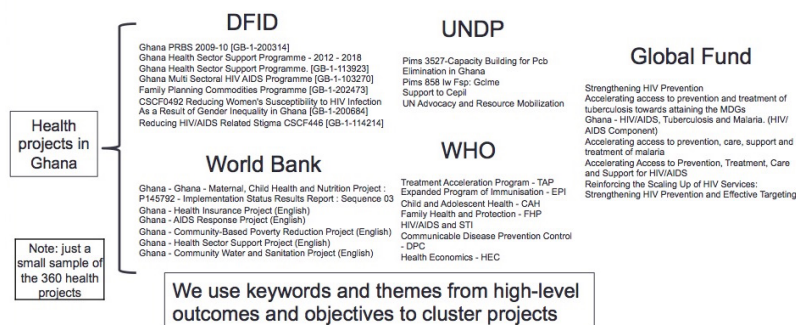 DFID
Ghana PRBS 2009-10 [GB-1-200314]
Ghana Health Sector Support Programme - 2012 - 2018
Ghana Health Sector Support Programme. [GB-1-113923]
Ghana Multi Sectoral HIV AIDS Programme [GB-1-103270]
Family Planning Commodities Programme [GB-1-202473]
CSCF0492 Reducing Women's Susceptibility to HIV Infection
As a Result of Gender Inequality in Ghana [GB-1-200684]
Reducing HIV/AIDS Related Stigma CSCF446 [GB-1-114214]
UNDP
Pims 3527-Capacity Building for Pcb
Elimination in Ghana
Pims 858 Iw Fsp: Gclme
Support to Cepil
UN Advocacy and Resource Mobilization
Global Fund
Strengthening HIV Prevention
Accelerating access to prevention and treatment of
tuberculosis towards attaining the MDGs
Ghana - HIV/AIDS, Tuberculosis and Malaria. (HIV/
AIDS Component)
Accelerating access to prevention, care, support and
treatment of malaria
Accelerating Access to Prevention, Treatment, Care
and Support for HIV/AIDS
Reinforcing the Scaling Up of HIV Services:
Strengthening HIV Prevention and Effective Targeting
Health
projects in
Ghana
World Bank
Ghana - Ghana - Maternal, Child Health and Nutrition Project :
P145792 - Implementation Status Results Report : Sequence 03
Ghana - Health Insurance Project (English)
Ghana - AIDS Response Project (English)
Ghana - Community-Based Poverty Reduction Project (English)
Ghana - Health Sector Support Project (English)
Ghana - Community Water and Sanitation Project (English)
WHO
Treatment Acceleration Program - TAP
Expanded Program of Immunisation - EPI
Child and Adolescent Health - CAH
Family Health and Protection - FHP
HIV/AIDS and STI
Communicable Disease Prevention Control
- DPC
Health Economics - HEC
Note: just a
small sample of
the 360 health
projects
We use keywords and themes from high-level
outcomes and objectives to cluster projects